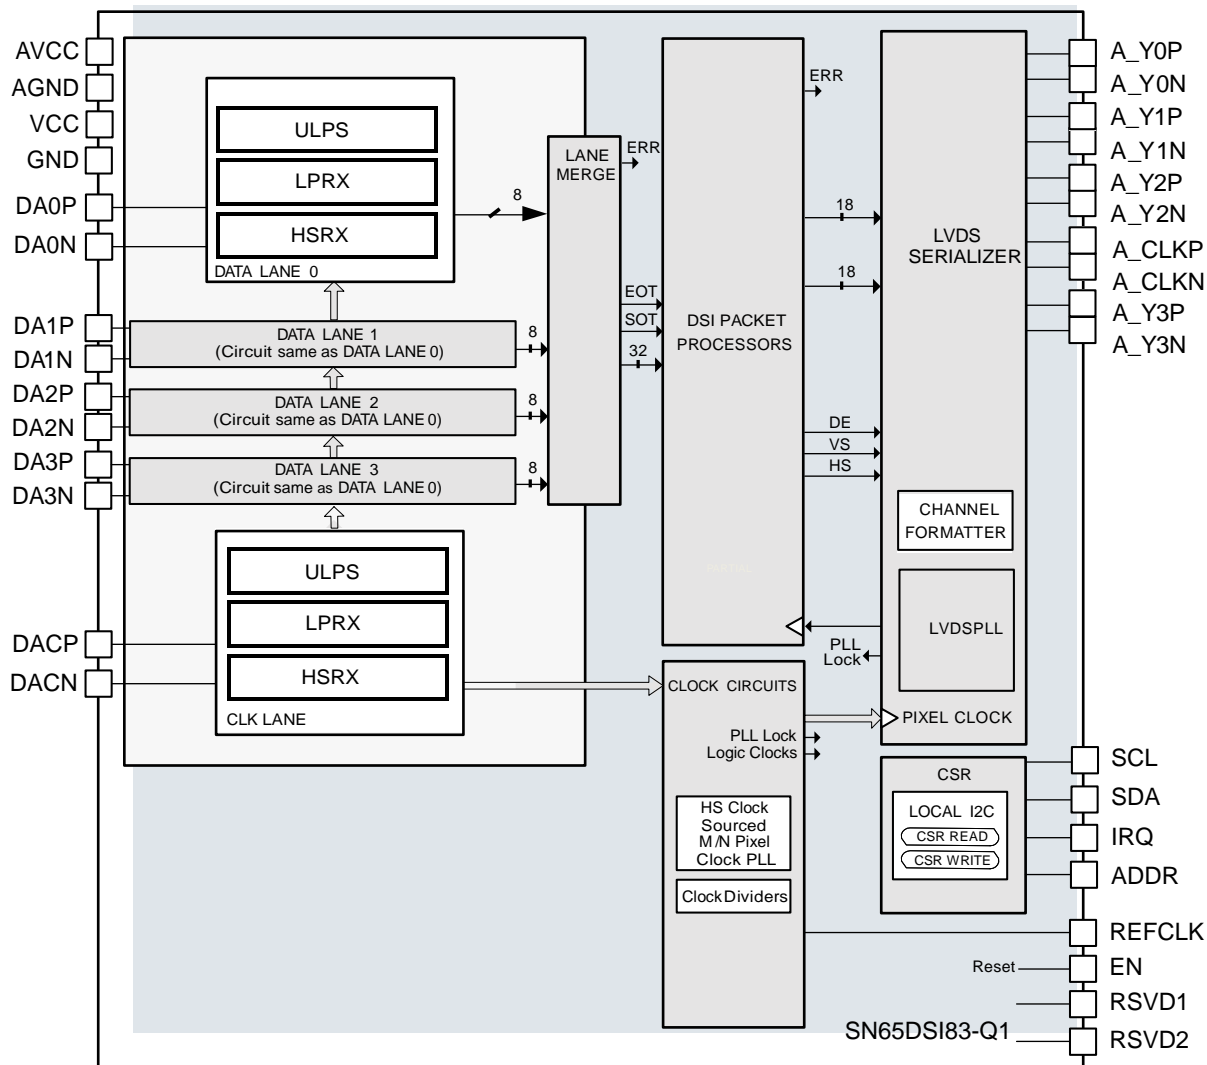 AVCC
AGND
VCC
GND
DA0P
DA0N
DA1P
DA1N
DA2P
DA2N
DA3P
DA3N
DACP
DACN
ULPS
LPRX
HSRX
DATA LANE 0
8
DATA LANE 1
(Circuit same as DATA LANE 0)
8
DATA LANE 2
(Circuit same as DATA LANE 0)
8
DATA LANE 3
(Circuit same as DATA LANE 0)
8
ULPS
LPRX
HSRX
CLK LANE
LANE
MERGE
ERR
EOT
SOT
32
DSI PACKET
PROCESSORS
ERR
18
18
DE
VS
HS
PLL
Lock
LVDS
SERIALIZER
CHANNEL
FORMATTER
LVDSPLL
PIXEL CLOCK
CLOCK CIRCUITS
PLL Lock
Logic Clocks
HS Clock
Sourced
M/N Pixel
Clock PLL
Clock Dividers
CSR
LOCAL I2C
CSR READ
CSR WRITE
Reset
SN65DSI83-Q1
A_Y0P
A_Y0N
A_Y1P
A_Y1N
A_Y2P
A_Y2N
A_CLKP
A_CLKN
A_Y3P
A_Y3N
SCL
SDA
IRQ
ADDR
REFCLK
EN
RSVD1
RSVD2